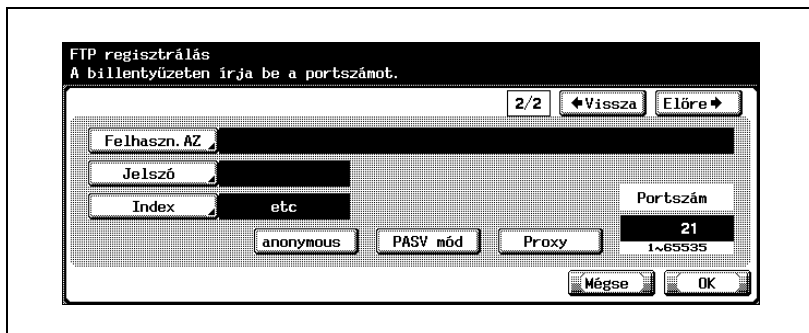 FTP regisztrálás
A billentyűzeten írja be a portszámot.
2/2 ←Vissza Előre→
Felhaszn.AZ
Jelszó
Index etc
Portszám
21
1~65535
anonymous PASV mód Proxy
Mégse OK